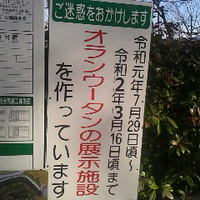 ご迷惑をおかけします
令和元年7月29日頃～
令和2年3月16日頃まで
オランウータンの展示施設
を作っています